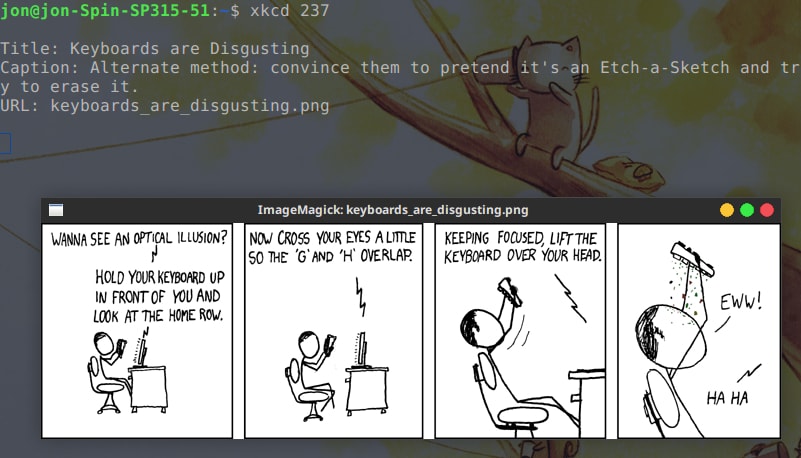 jon@jon-Spin-SP315-51:~$ xkcd 237
Title: Keyboards are Disgusting
Caption: Alternate method: convince them to pretend it's an Etch-a-Sketch and tr
y to erase it.
URL: keyboards_are_disgusting.png
ImageMagick: keyboards_are_disgusting.png
WANNA SEE AN OPTICAL ILLUSION?
HOLD YOUR KEYBOARD UP
IN FRONT OF YOU AND
LOOK AT THE HOME ROW.
NOW CROSS YOUR EYES A LITTLE
SO THE 'G' AND 'H' OVERLAP.
KEEPING FOCUSED, LIFT THE
KEYBOARD OVER YOUR HEAD.
EWW!
HA HA